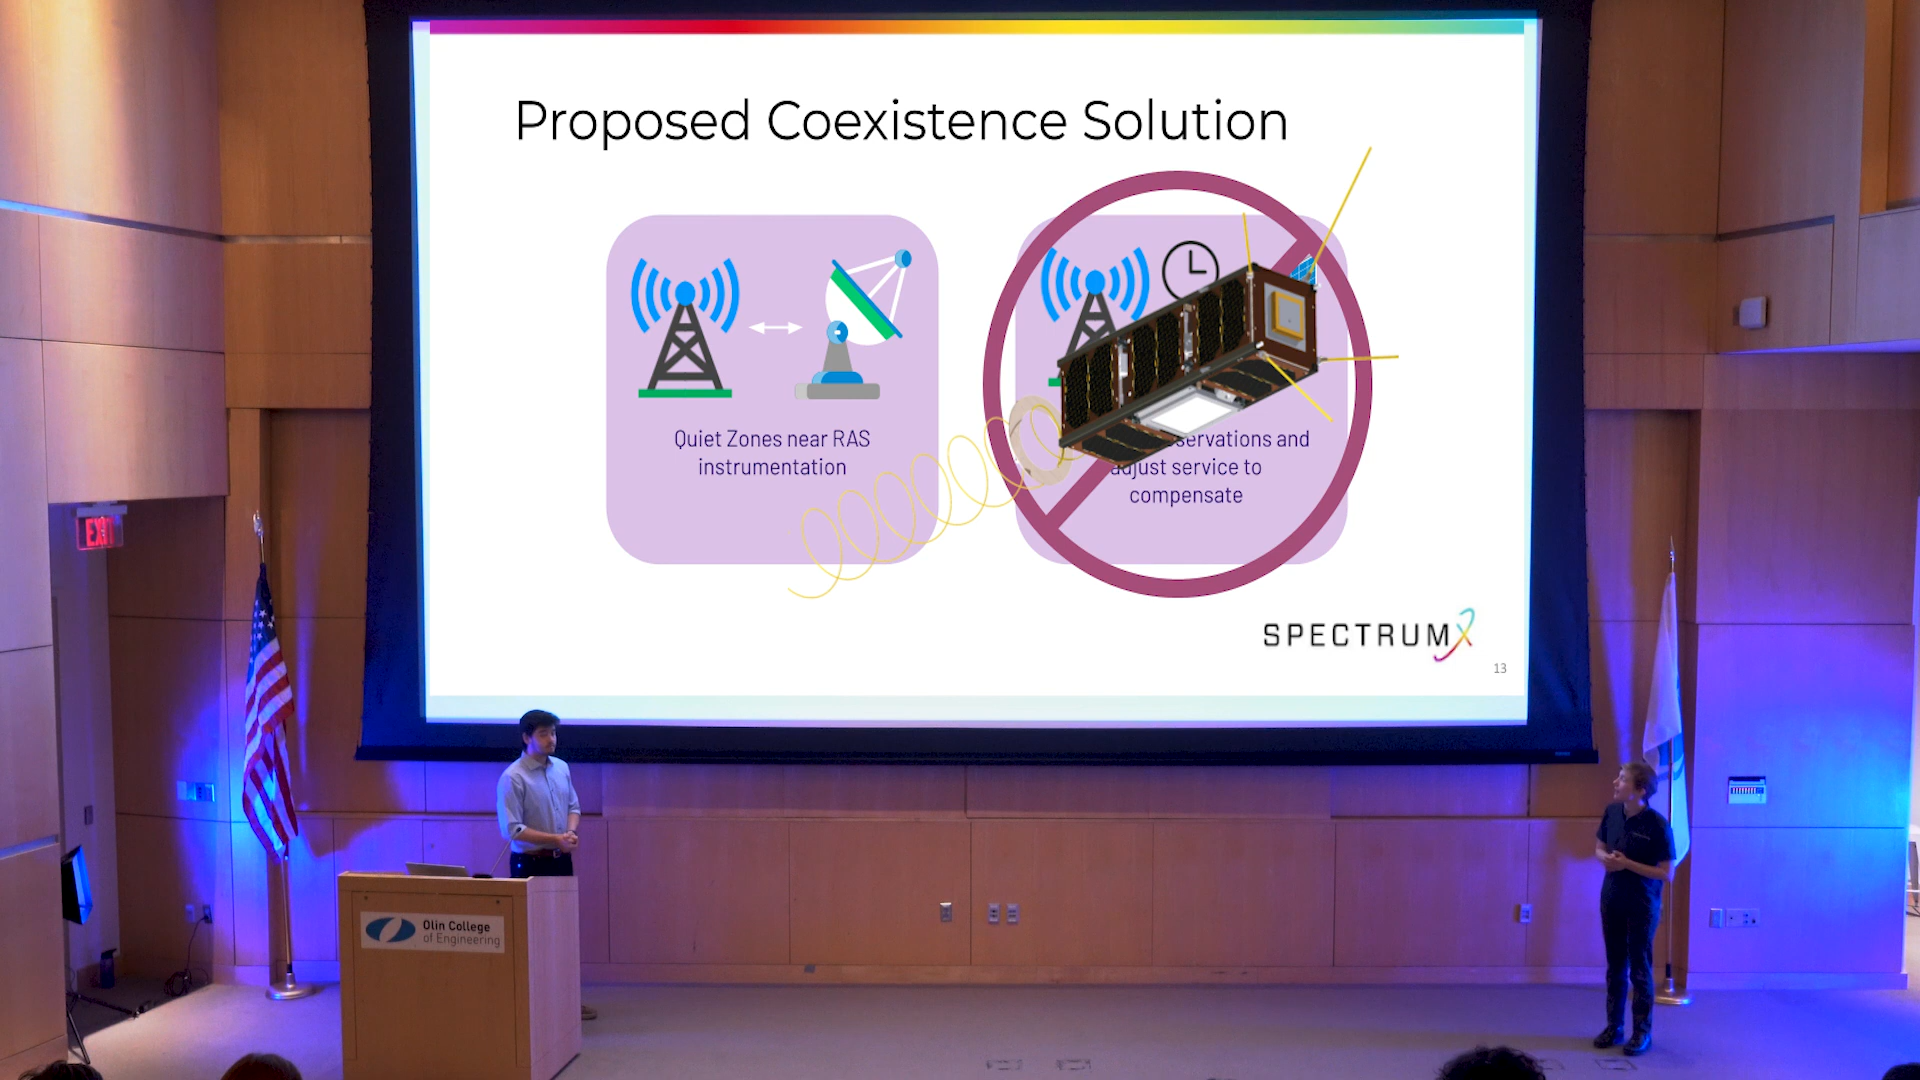 Proposed Coexistence Solution
Quiet Zones near RAS
instrumentation
servations and
adjust service to
compensate
SPECTRUMX
13
EXIT
Olin College
of Engineering